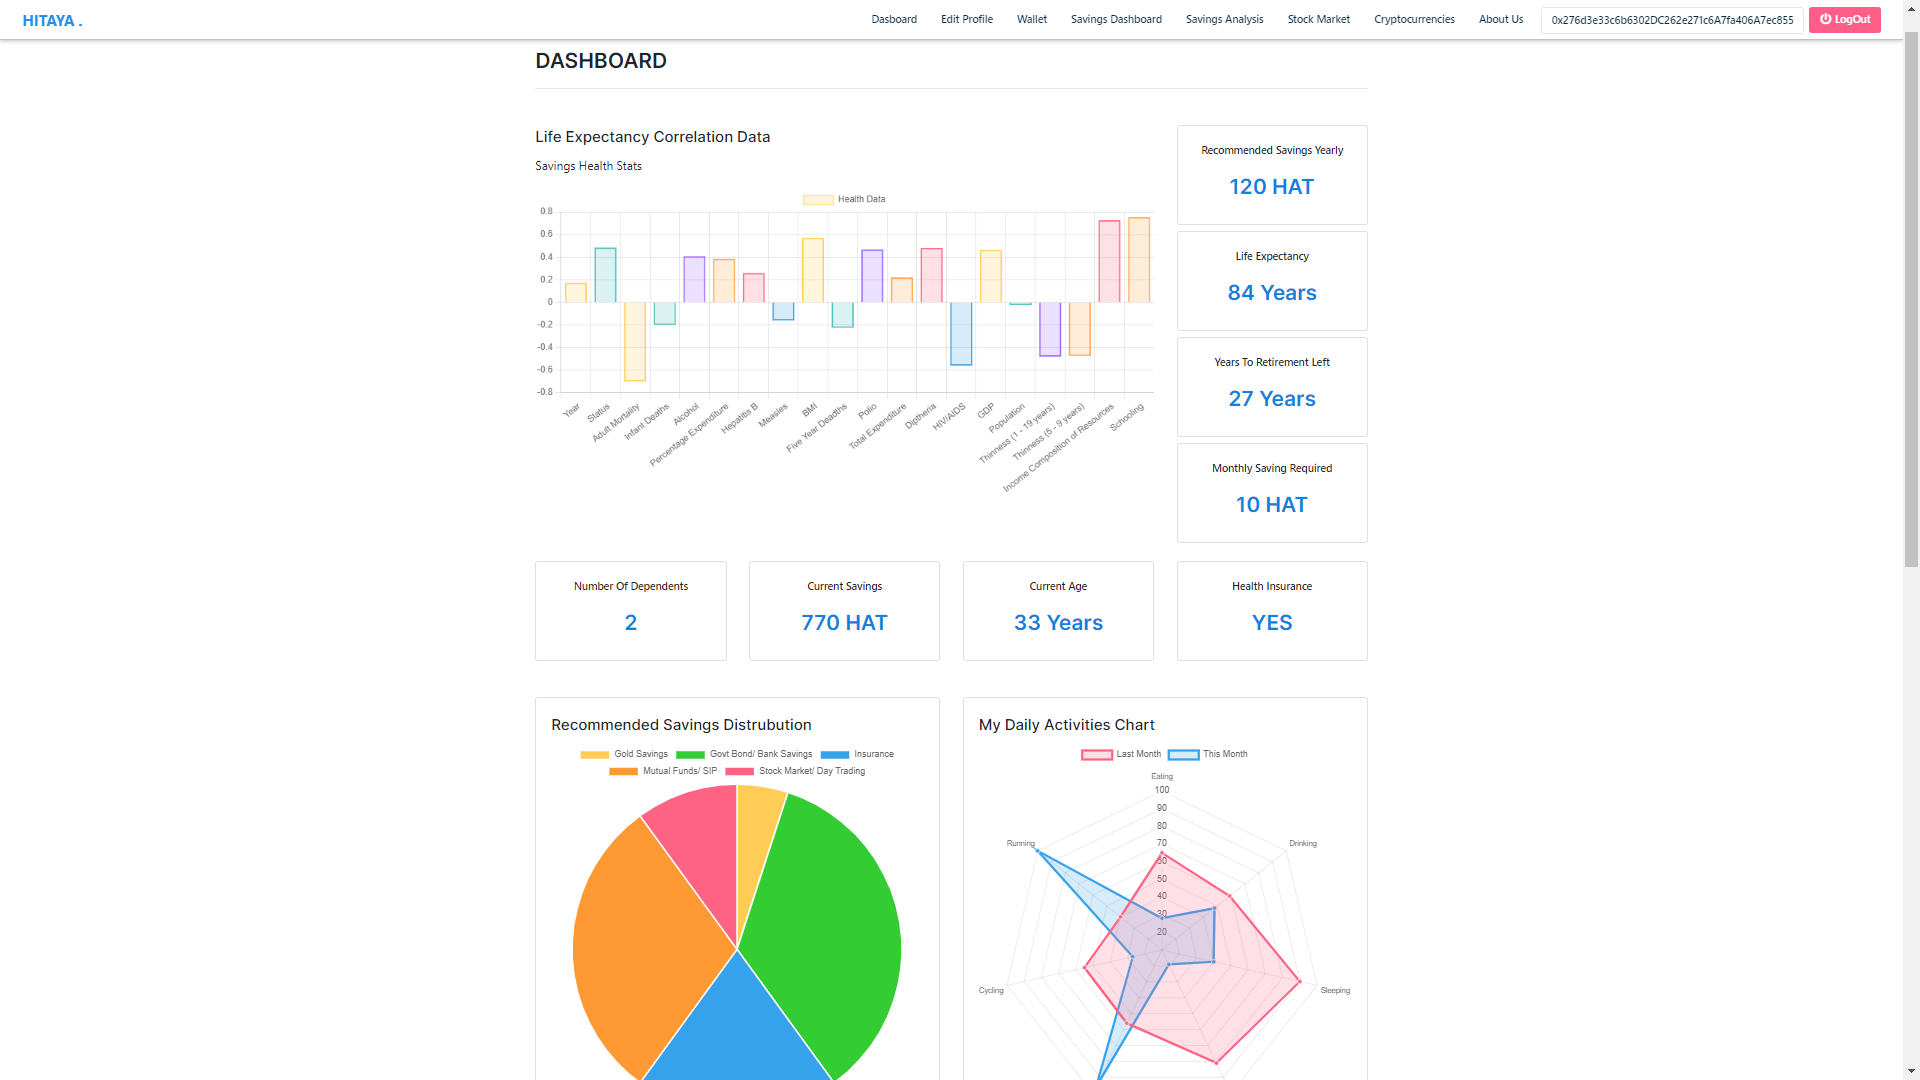 HITAYA .
Dasboard
Edit Profile
Wallet
Savings Dashboard
Savings Analysis
Stock Market
Cryptocurrencies
About Us
0x276d3e33c6b6302DC262e271c6A7fa406A7ec855
LogOut
DASHBOARD
Life Expectancy Correlation Data
Savings Health Stats
Health Data
0.8
0.6
0.4
0.2
0
-0.2
-0.4
-0.6
-0.8
Year
Status
Adult Mortality
Infant Deaths
Alcohol
Percentage Expenditure
Hepatitis B
Measles
BMI
Five Year Deadths
Polio
Total Expenditure
Diptheria
HIV/AIDS
GDP
Population
Thinness (1 - 19 years)
Thinness (5 - 9 years)
Income Composition of Resources
Schooling
Recommended Savings Yearly
120 HAT
Life Expectancy
84 Years
Years To Retirement Left
27 Years
Monthly Saving Required
10 HAT
Number Of Dependents
2
Current Savings
770 HAT
Current Age
33 Years
Health Insurance
YES
Recommended Savings Distrubution
Gold Savings
Govt Bond/ Bank Savings
Insurance
Mutual Funds/ SIP
Stock Market/ Day Trading
My Daily Activities Chart
Last Month
This Month
Eating
100
90
80
70
60
50
40
30
20
Running
Drinking
Cycling
Sleeping